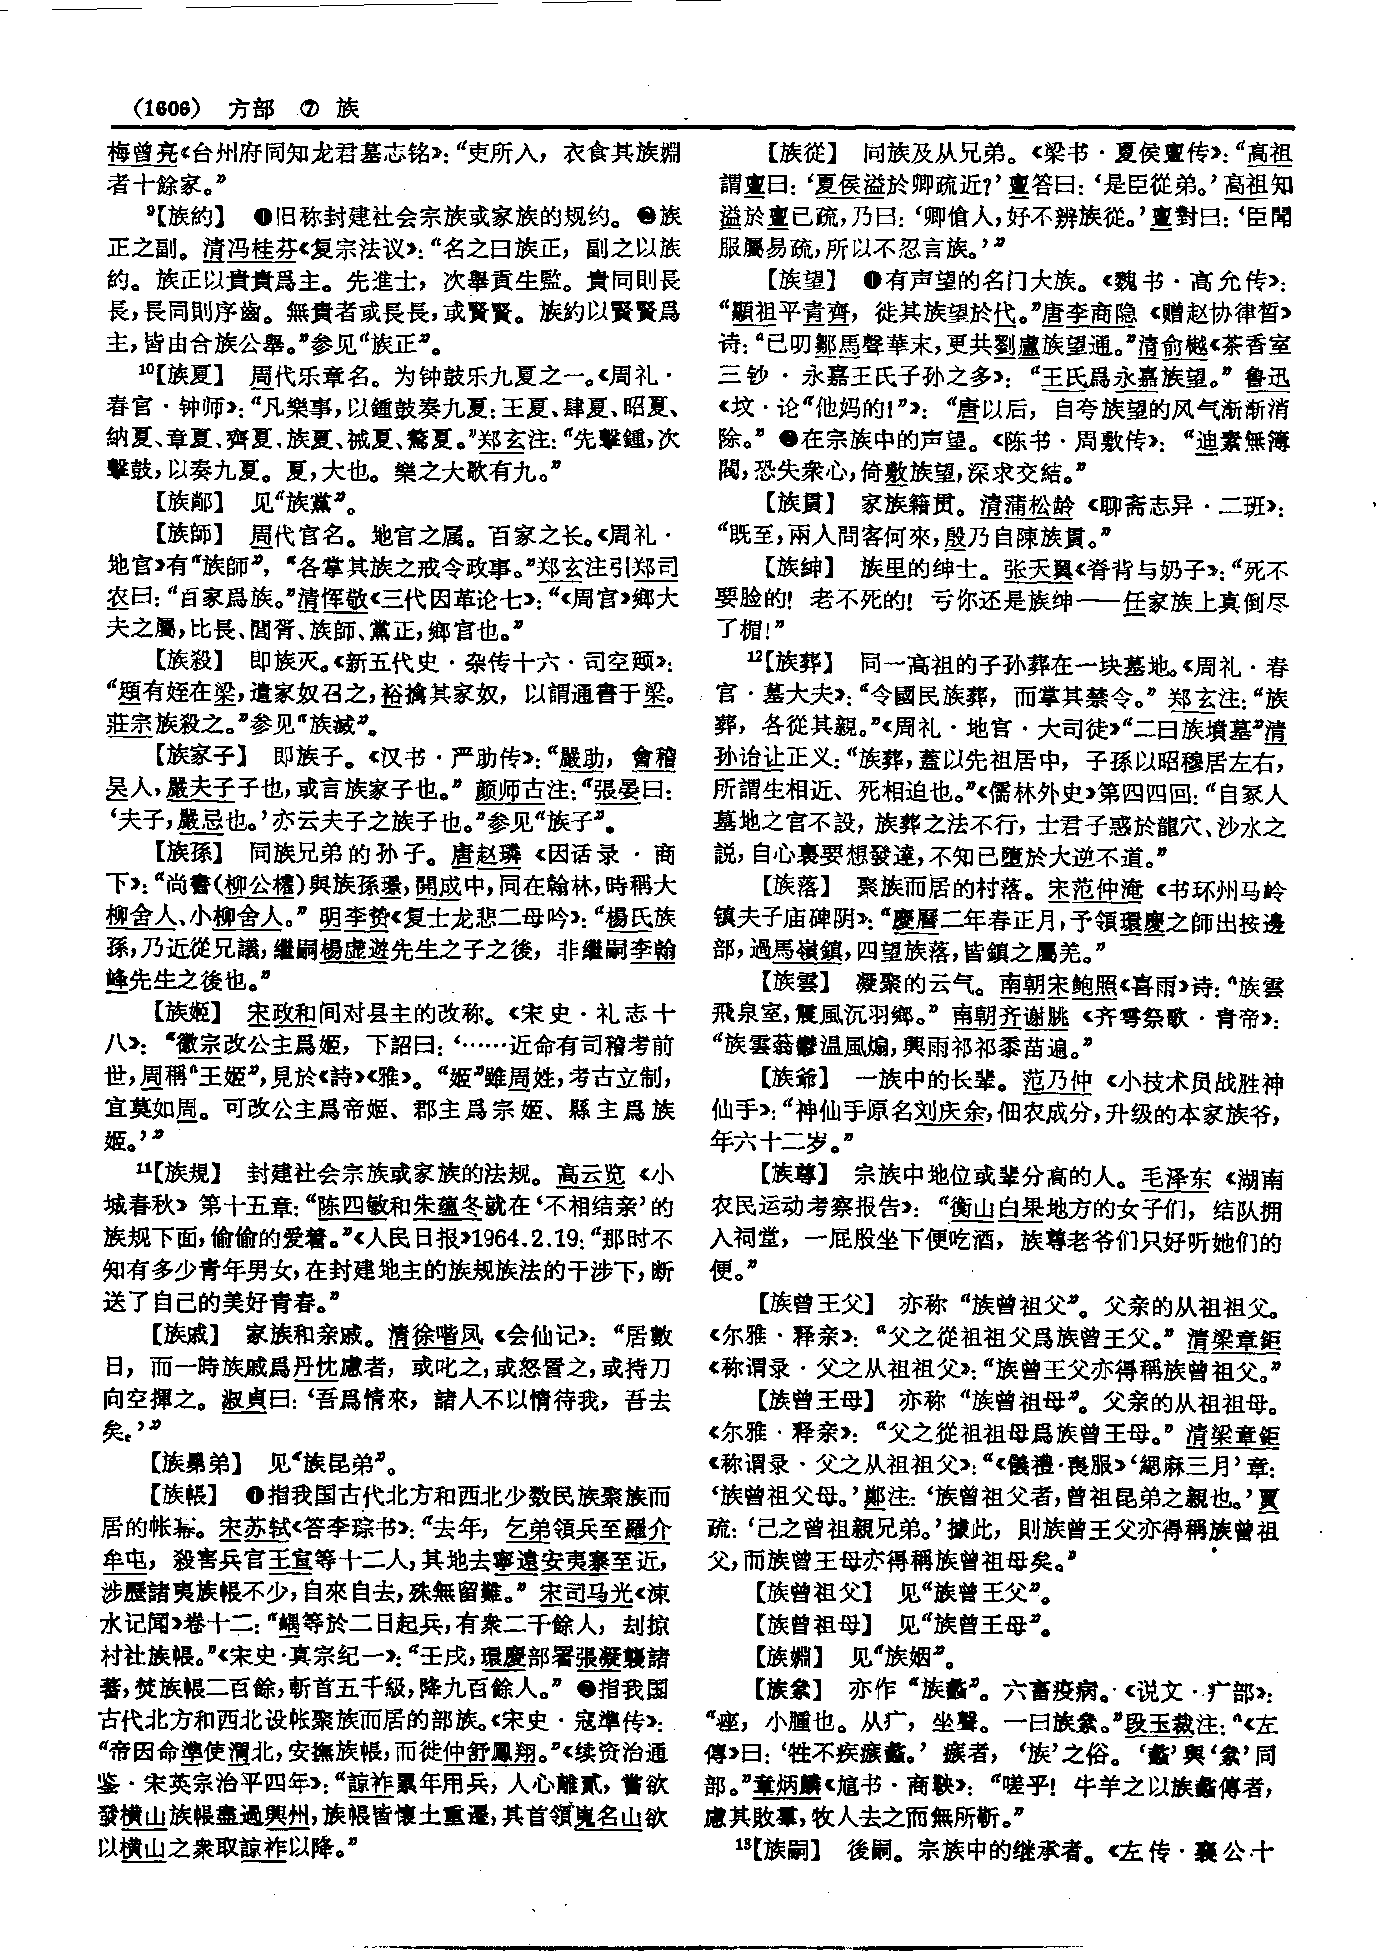 （1606） 方部 ⑦ 族
梅曾亮《台州府同知龙君墓志铭》：“吏所入，衣食其族婣
者十餘家。”
⁹【族約】 ❶旧称封建社会宗族或家族的规约。❷族
正之副。清冯桂芬《复宗法议》：“名之曰族正，副之以族
約。族正以貴貴爲主。先進士，次舉貢生監。貴同則長
長，長同則序齒。無貴者或長長，或賢賢。族約以賢賢爲
主，皆由合族公舉。”参见“族正”。
¹⁰【族夏】 周代乐章名。为钟鼓乐九夏之一。《周礼·
春官·钟师》：“凡樂事，以鍾鼓奏九夏：王夏、肆夏、昭夏、
納夏、章夏、齊夏、族夏、祴夏、驁夏。”郑玄注：“先擊鍾，次
擊鼓，以奏九夏。夏，大也。樂之大歌有九。”
【族鄖】 见“族黨”。
【族師】 周代官名。地官之属。百家之长。《周礼·
地官》有“族師”，“各掌其族之戒令政事。”郑玄注引郑司
农曰：“百家爲族。”清恽敬《三代因革论七》：“《周官》鄉大
夫之屬，比長、閭胥、族師、黨正，鄉官也。”
【族殺】 即族灭。《新五代史·杂传十六·司空颋》：
“頲有姪在梁，遣家奴召之，裕擒其家奴，以謂通書于梁。
莊宗族殺之。”参见“族滅”。
【族家子】 即族子。《汉书·严助传》：“嚴助，會稽
吴人，嚴夫子子也，或言族家子也。” 颜师古注：“張晏曰：
‘夫子，嚴忌也。’亦云夫子之族子也。”参见“族子”。
【族孫】 同族兄弟的孙子。唐赵璘《因话录·商
下》：“尚書（柳公權）與族孫璟，開成中，同在翰林，時稱大
柳舍人、小柳舍人。” 明李贽《复士龙悲二母吟》：“楊氏族
孫，乃近從兄議，繼嗣楊虚遊先生之子之後，非繼嗣李翰
峰先生之後也。”
【族姬】 宋政和间对县主的改称。《宋史·礼志十
八》：“徽宗改公主爲姬，下詔曰：‘……近命有司稽考前
世，周稱“王姬”，見於《詩》《雅》。“姬”雖周姓，考古立制，
宜莫如周。可改公主爲帝姬、郡主爲宗姬、縣主爲族
姬。’”
¹¹【族規】 封建社会宗族或家族的法规。高云览《小
城春秋》第十五章：“陈四敏和朱蕴冬就在‘不相结亲’的
族规下面，偷偷的爱着。”《人民日报》1964.2.19：“那时不
知有多少青年男女，在封建地主的族规族法的干涉下，断
送了自己的美好青春。”
【族戚】 家族和亲戚。清徐喈凤《会仙记》：“居數
日，而一時族戚爲丹忱慮者，或叱之，或怒詈之，或持刀
向空揮之。淑貞曰：‘吾爲情來，諸人不以情待我，吾去
矣。’”
【族晜弟】 见“族昆弟”。
【族帳】 ❶指我国古代北方和西北少数民族聚族而
居的帐幕。宋苏轼《答李琮书》：“去年，乞弟領兵至羅介
牟屯，殺害兵官王宣等十二人，其地去寧遠安夷寨至近，
涉歷諸夷族帳不少，自來自去，殊無留難。” 宋司马光《涑
水记闻》卷十二：“嵎等於二日起兵，有衆二千餘人，刦掠
村社族帳。”《宋史·真宗纪一》：“壬戌，環慶部署張凝襲諸
蕃，焚族帳二百餘，斬首五千級，降九百餘人。” ❷指我国
古代北方和西北设帐聚族而居的部族。《宋史·寇準传》：
“帝因命準使渭北，安撫族帳，而徙仲舒鳳翔。”《续资治通
鉴·宋英宗治平四年》：“諒祚累年用兵，人心離貳，嘗欲
發横山族帳盡過興州，族帳皆懷土重遷，其首領嵬名山欲
以横山之衆取諒祚以降。”
【族從】 同族及从兄弟。《梁书·夏侯亶传》：“高祖
謂亶曰：‘夏侯溢於卿疏近？’亶答曰：‘是臣從弟。’高祖知
溢於亶已疏，乃曰：‘卿傖人，好不辨族從。’亶對曰：‘臣聞
服屬易疏，所以不忍言族。’”
【族望】 ❶有声望的名门大族。《魏书·高允传》：
“顯祖平青齊，徙其族望於代。”唐李商隐《赠赵协律晳》
诗：“已叨鄒馬聲華末，更共劉盧族望通。”清俞樾《茶香室
三钞·永嘉王氏子孙之多》：“王氏爲永嘉族望。” 鲁迅
《坟·论“他妈的！”》：“唐以后，自夸族望的风气渐渐消
除。” ❷在宗族中的声望。《陈书·周敷传》：“迪素無簿
閥，恐失衆心，倚敷族望，深求交結。”
【族貫】 家族籍贯。清蒲松龄《聊斋志异·二班》：
“既至，兩人問客何來，殷乃自陳族貫。”
【族紳】 族里的绅士。张天翼《脊背与奶子》：“死不
要脸的！老不死的！亏你还是族绅——任家族上真倒尽
了楣！”
¹²【族葬】 同一高祖的子孙葬在一块墓地。《周礼·春
官·墓大夫》：“令國民族葬，而掌其禁令。” 郑玄注：“族
葬，各從其親。”《周礼·地官·大司徒》“二曰族墳墓”清
孙诒让正义：“族葬，蓋以先祖居中，子孫以昭穆居左右，
所謂生相近、死相迫也。”《儒林外史》第四四回：“自冢人
墓地之官不設，族葬之法不行，士君子惑於龍穴、沙水之
説，自心裏要想發達，不知已墮於大逆不道。”
【族落】 聚族而居的村落。宋范仲淹《书环州马岭
镇夫子庙碑阴》：“慶曆二年春正月，予領環慶之師出按邊
部，過馬嶺鎮，四望族落，皆鎮之屬羌。”
【族雲】 凝聚的云气。南朝宋鲍照《喜雨》诗：“族雲
飛泉室，震風沉羽鄉。” 南朝齐谢朓《齐雩祭歌·青帝》：
“族雲蓊鬱温風煽，興雨祁祁黍苗遍。”
【族爺】 一族中的长辈。范乃仲《小技术员战胜神
仙手》：“神仙手原名刘庆余，佃农成分，升级的本家族爷，
年六十二岁。”
【族尊】 宗族中地位或辈分高的人。毛泽东《湖南
农民运动考察报告》：“衡山白果地方的女子们，结队拥
入祠堂，一屁股坐下便吃酒，族尊老爷们只好听她们的
便。”
【族曾王父】 亦称“族曾祖父”。父亲的从祖祖父。
《尔雅·释亲》：“父之從祖祖父爲族曾王父。” 清梁章鉅
《称谓录·父之从祖祖父》：“族曾王父亦得稱族曾祖父。”
【族曾王母】 亦称“族曾祖母”。父亲的从祖祖母。
《尔雅·释亲》：“父之從祖祖母爲族曾王母。” 清梁章鉅
《称谓录·父之从祖祖父》：“《儀禮·喪服》‘緦麻三月’章：
‘族曾祖父母。’鄭注：‘族曾祖父者，曾祖昆弟之親也。’賈
疏：‘己之曾祖親兄弟。’據此，則族曾王父亦得稱族曾祖
父，而族曾王母亦得稱族曾祖母矣。”
【族曾祖父】 见“族曾王父”。
【族曾祖母】 见“族曾王母”。
【族婣】 见“族姻”。
【族絫】 亦作“族蠡”。六畜疫病。《说文·疒部》：
“痤，小腫也。从疒，坐聲。一曰族絫。”段玉裁注：“《左
傳》曰：‘牲不疾瘯蠡。’瘯者，‘族’之俗。‘蠡’與‘絫’同
部。”章炳麟《訄书·商鞅》：“嗟乎！牛羊之以族蠡傳者，
慮其敗羣，牧人去之而無所靳。”
¹³【族嗣】 後嗣。宗族中的继承者。《左传·襄公十